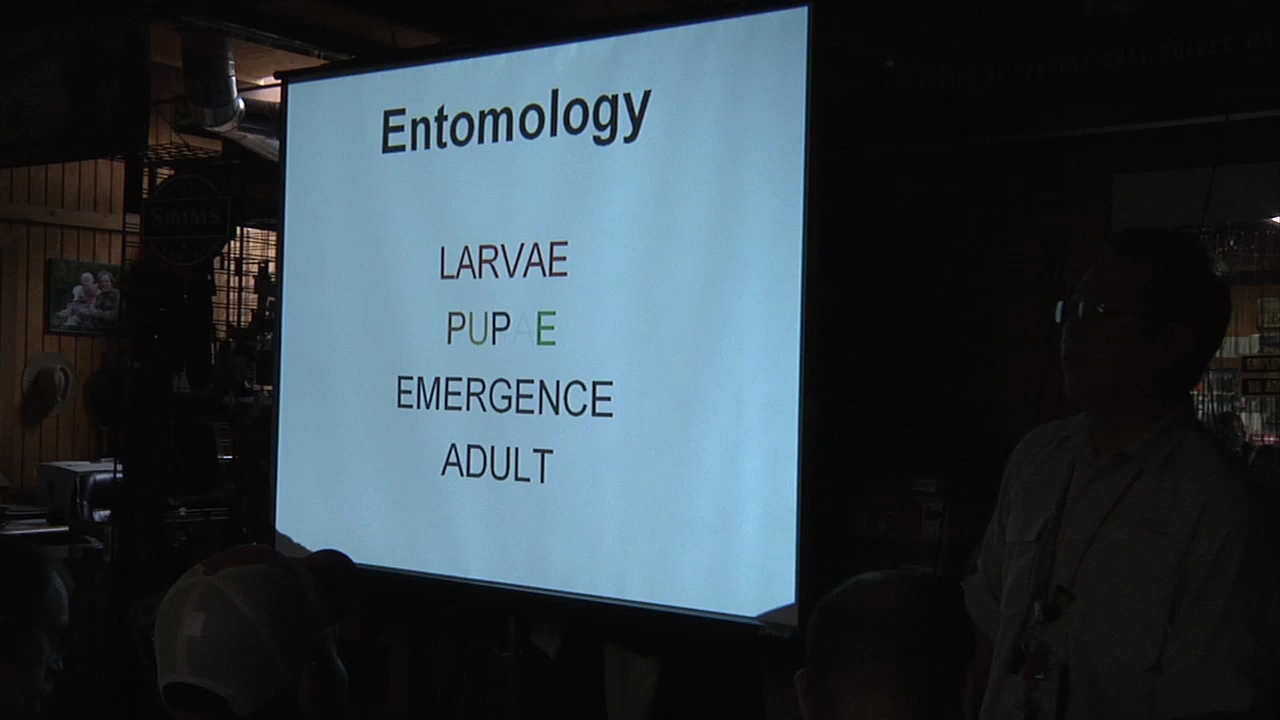 Entomology
LARVAE
PUPAE
EMERGENCE
ADULT
SIMMS